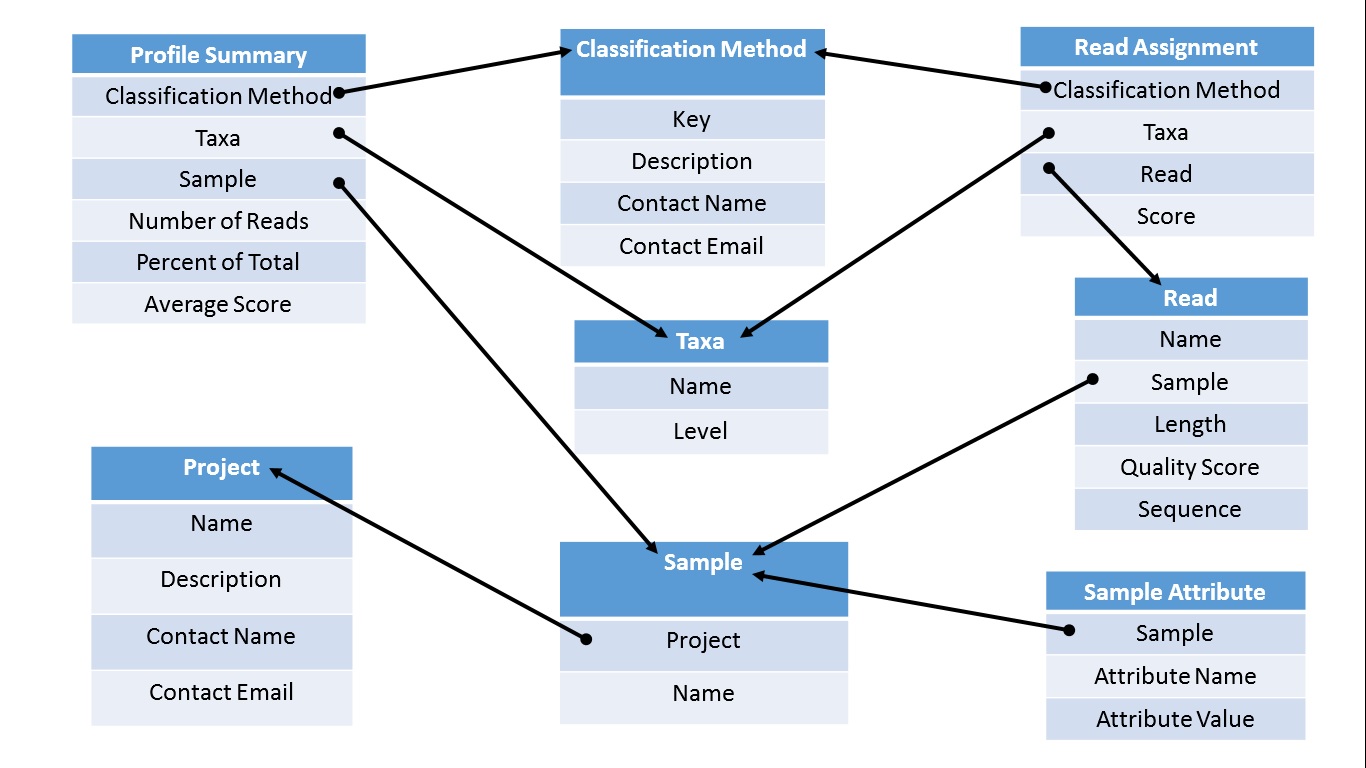 Profile Summary
Classification Method
Taxa
Sample
Number of Reads
Percent of Total
Average Score
Classification Method
Key
Description
Contact Name
Contact Email
Read Assignment
Classification Method
Taxa
Read
Score
Taxa
Name
Level
Read
Name
Sample
Length
Quality Score
Sequence
Project
Name
Description
Contact Name
Contact Email
Sample
Project
Name
Sample Attribute
Sample
Attribute Name
Attribute Value